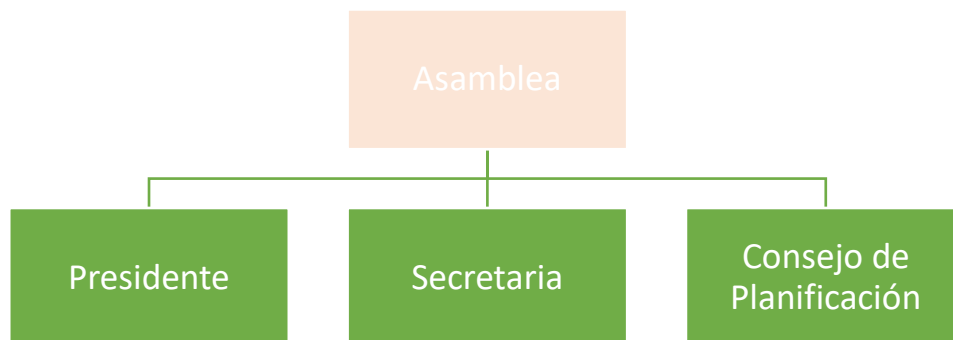 Asamblea
Presidente
Secretaria
Consejo de
Planificación